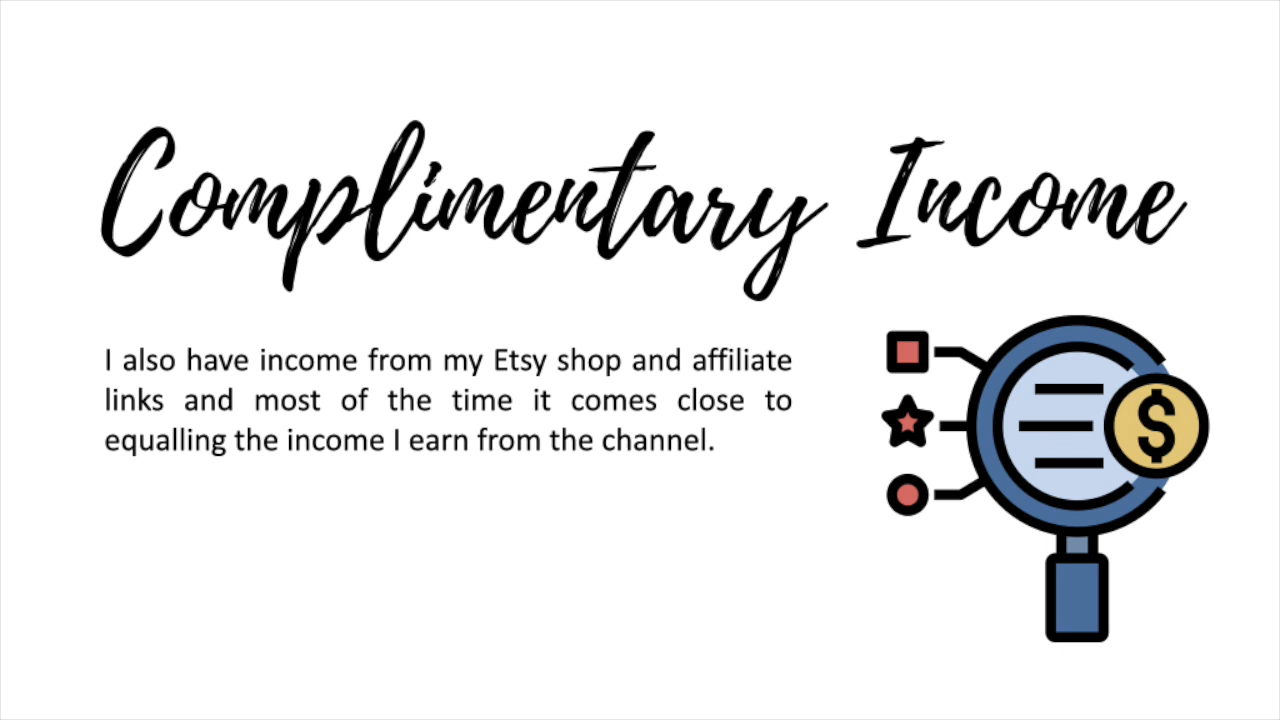 Complimentary Income
I also have income from my Etsy shop and affiliate
links and most of the time it comes close to
equalling the income I earn from the channel.
$